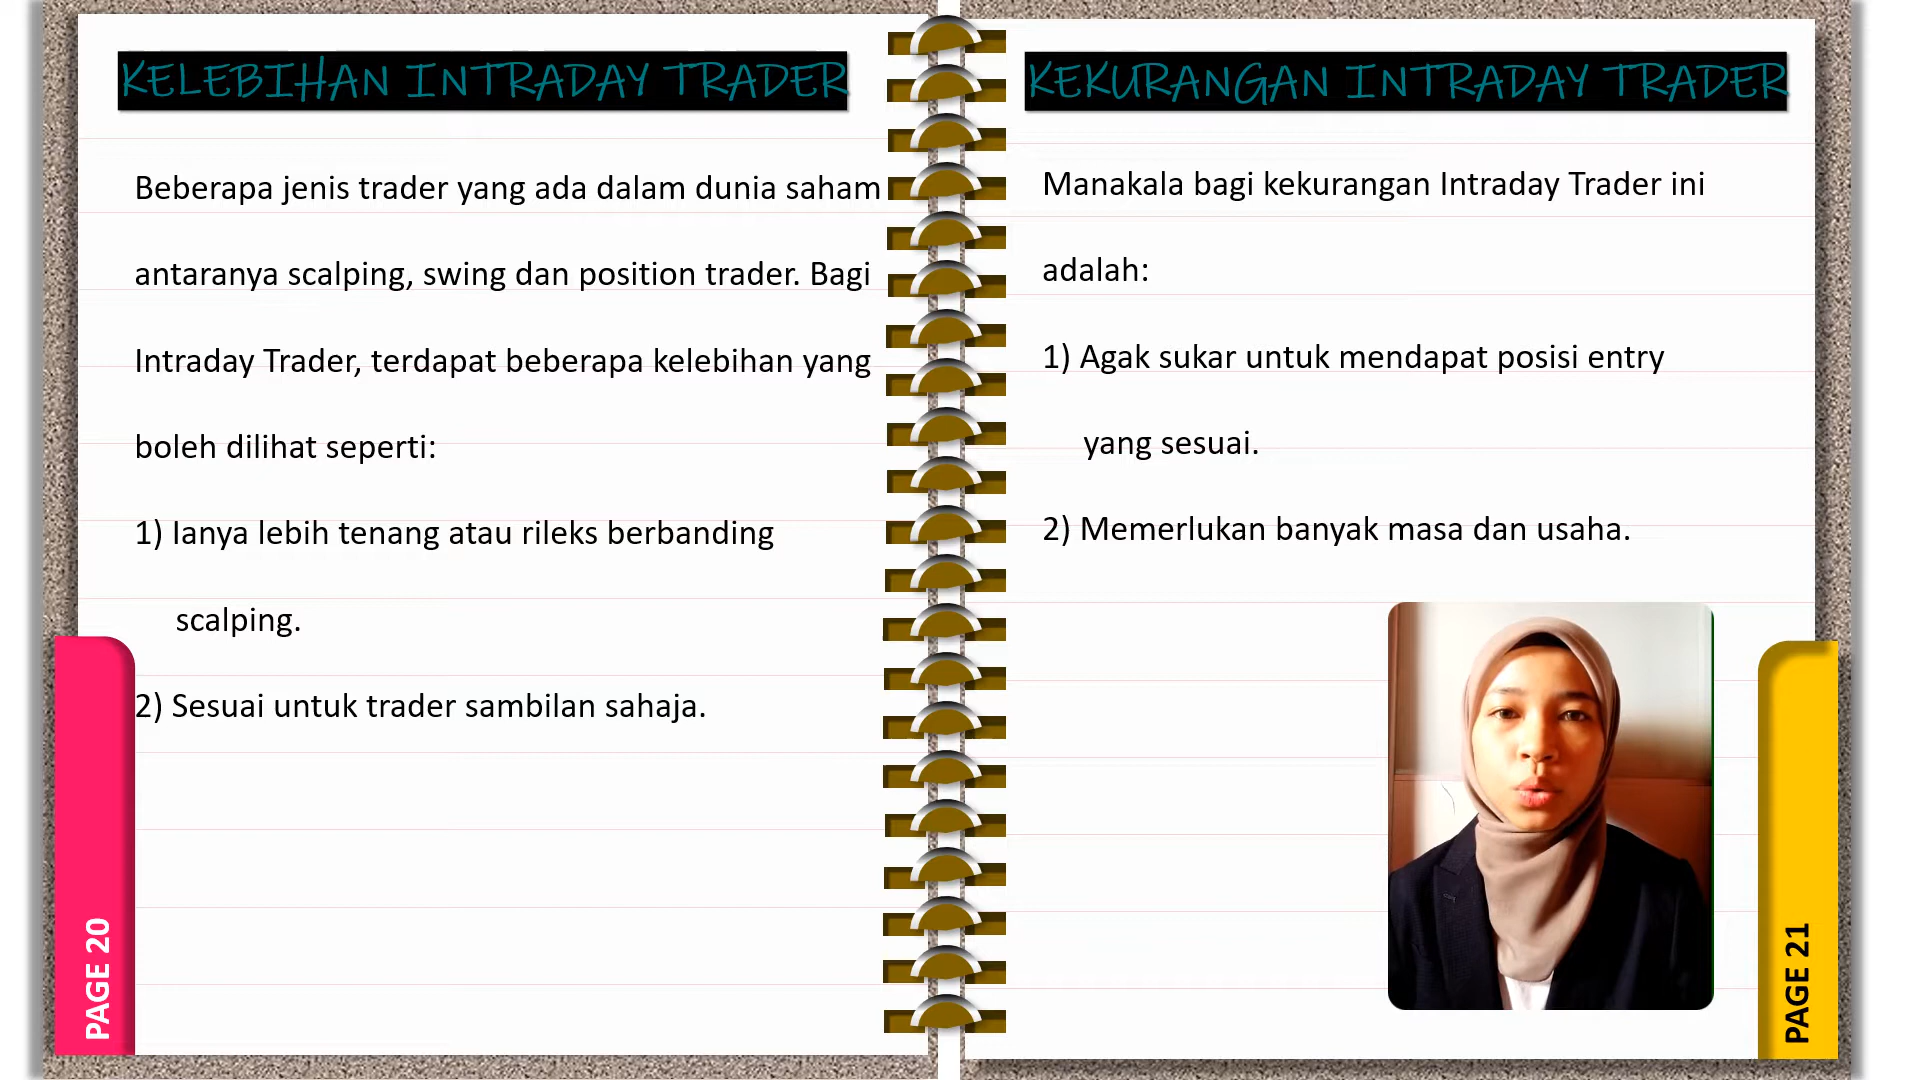 KELEBIHAN INTRADAY TRADER
Beberapa jenis trader yang ada dalam dunia saham
antaranya scalping, swing dan position trader. Bagi
Intraday Trader, terdapat beberapa kelebihan yang
boleh dilihat seperti:
1) Ianya lebih tenang atau rileks berbanding
scalping.
2) Sesuai untuk trader sambilan sahaja.
PAGE 20
KEKURANGAN INTRADAY TRADER
Manakala bagi kekurangan Intraday Trader ini
adalah:
1) Agak sukar untuk mendapat posisi entry
yang sesuai.
2) Memerlukan banyak masa dan usaha.
PAGE 21